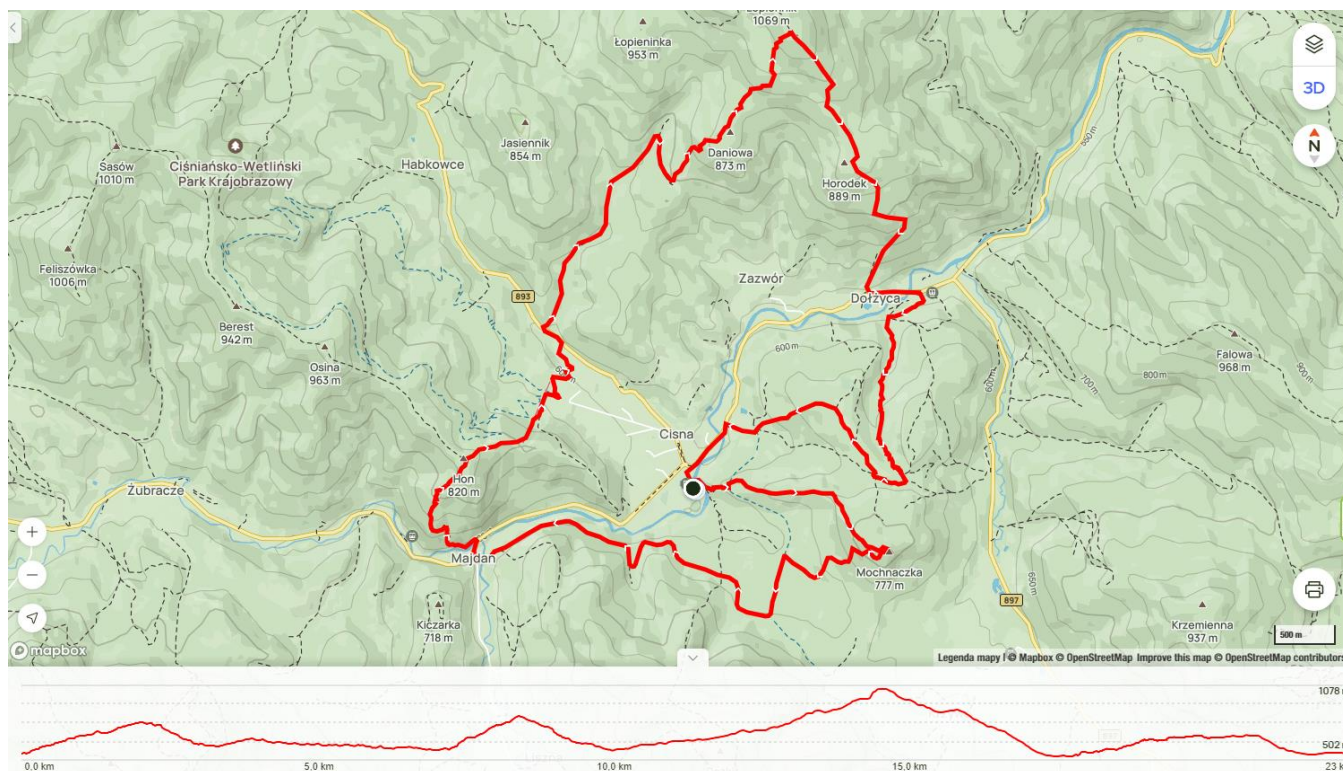 1069 m
Łopieninka
953 m
3D
N
Jasiennik
854 m
Daniowa
873 m
Sasów
1010 m
Ciśniańsko-Wetliński
Park Krajobrazowy
Habkowce
Horodek
889 m
550 m
Feliszówka
1006 m
893
Zazwór
Dołżyca
Berest
942 m
Osina
963 m
600 m
600 m
700 m
800 m
900 m
Falowa
968 m
Cisna
Hon
820 m
Żubracze
Majdan
Mochnaczka
777 m
650 m
897
Kiczarka
718 m
Krzemienna
937 m
500 m
mapbox
Legenda mapy | © Mapbox © OpenStreetMap Improve this map © OpenStreetMap contributors
1078 m
502
0,0 km
5,0 km
10,0 km
15,0 km
23 k